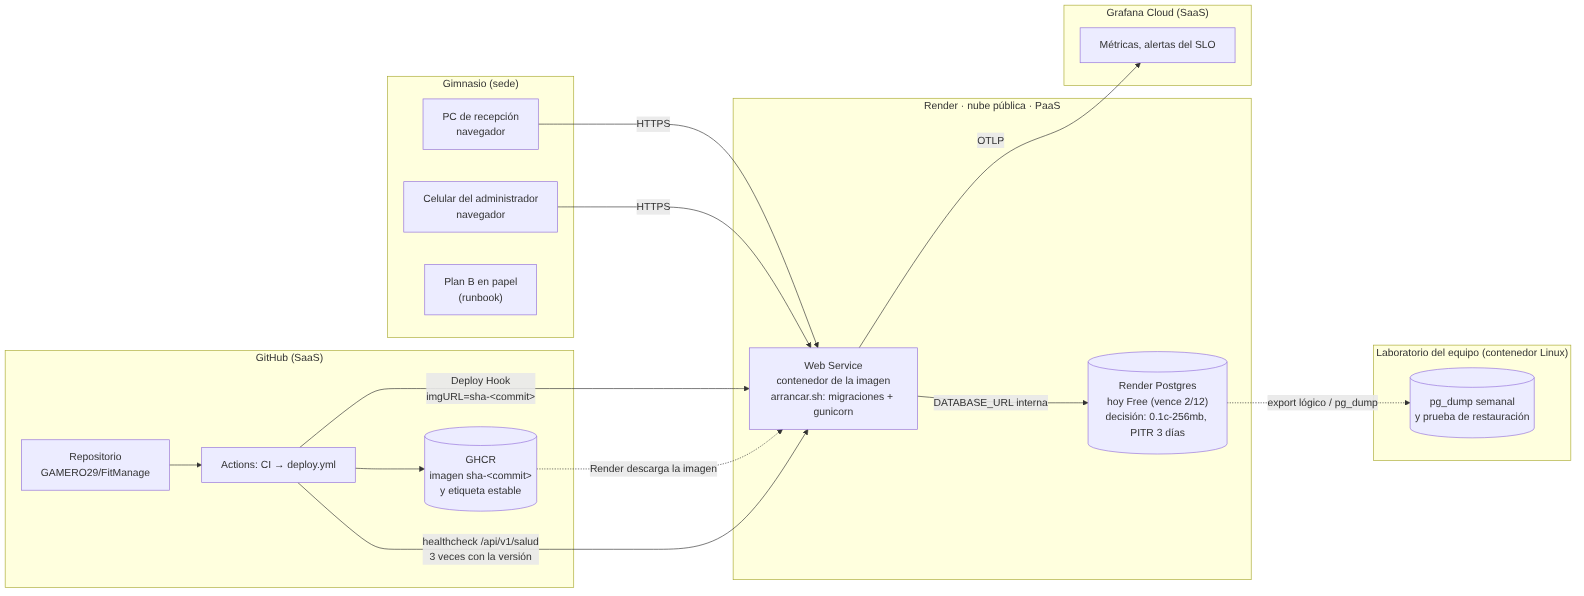 Grafana Cloud (SaaS)
Métricas, alertas del SLO
Gimnasio (sede)
PC de recepción
navegador
HTTPS
Celular del administrador
navegador
HTTPS
Plan B en papel
(runbook)
Render · nube pública · PaaS
OTLP
Web Service
contenedor de la imagen
arrancar.sh: migraciones +
gunicorn
DATABASE_URL interna
Render Postgres
hoy Free (vence 2/12)
decisión: 0.1c-256mb,
PITR 3 días
export lógico / pg_dump
Laboratorio del equipo (contenedor Linux)
pg_dump semanal
y prueba de restauración
GitHub (SaaS)
Repositorio
GAMERO29/FitManage
Actions: CI → deploy.yml
Deploy Hook
imgURL=sha-<commit>
GHCR
imagen sha-<commit>
y etiqueta estable
Render descarga la imagen
healthcheck /api/v1/salud
3 veces con la versión